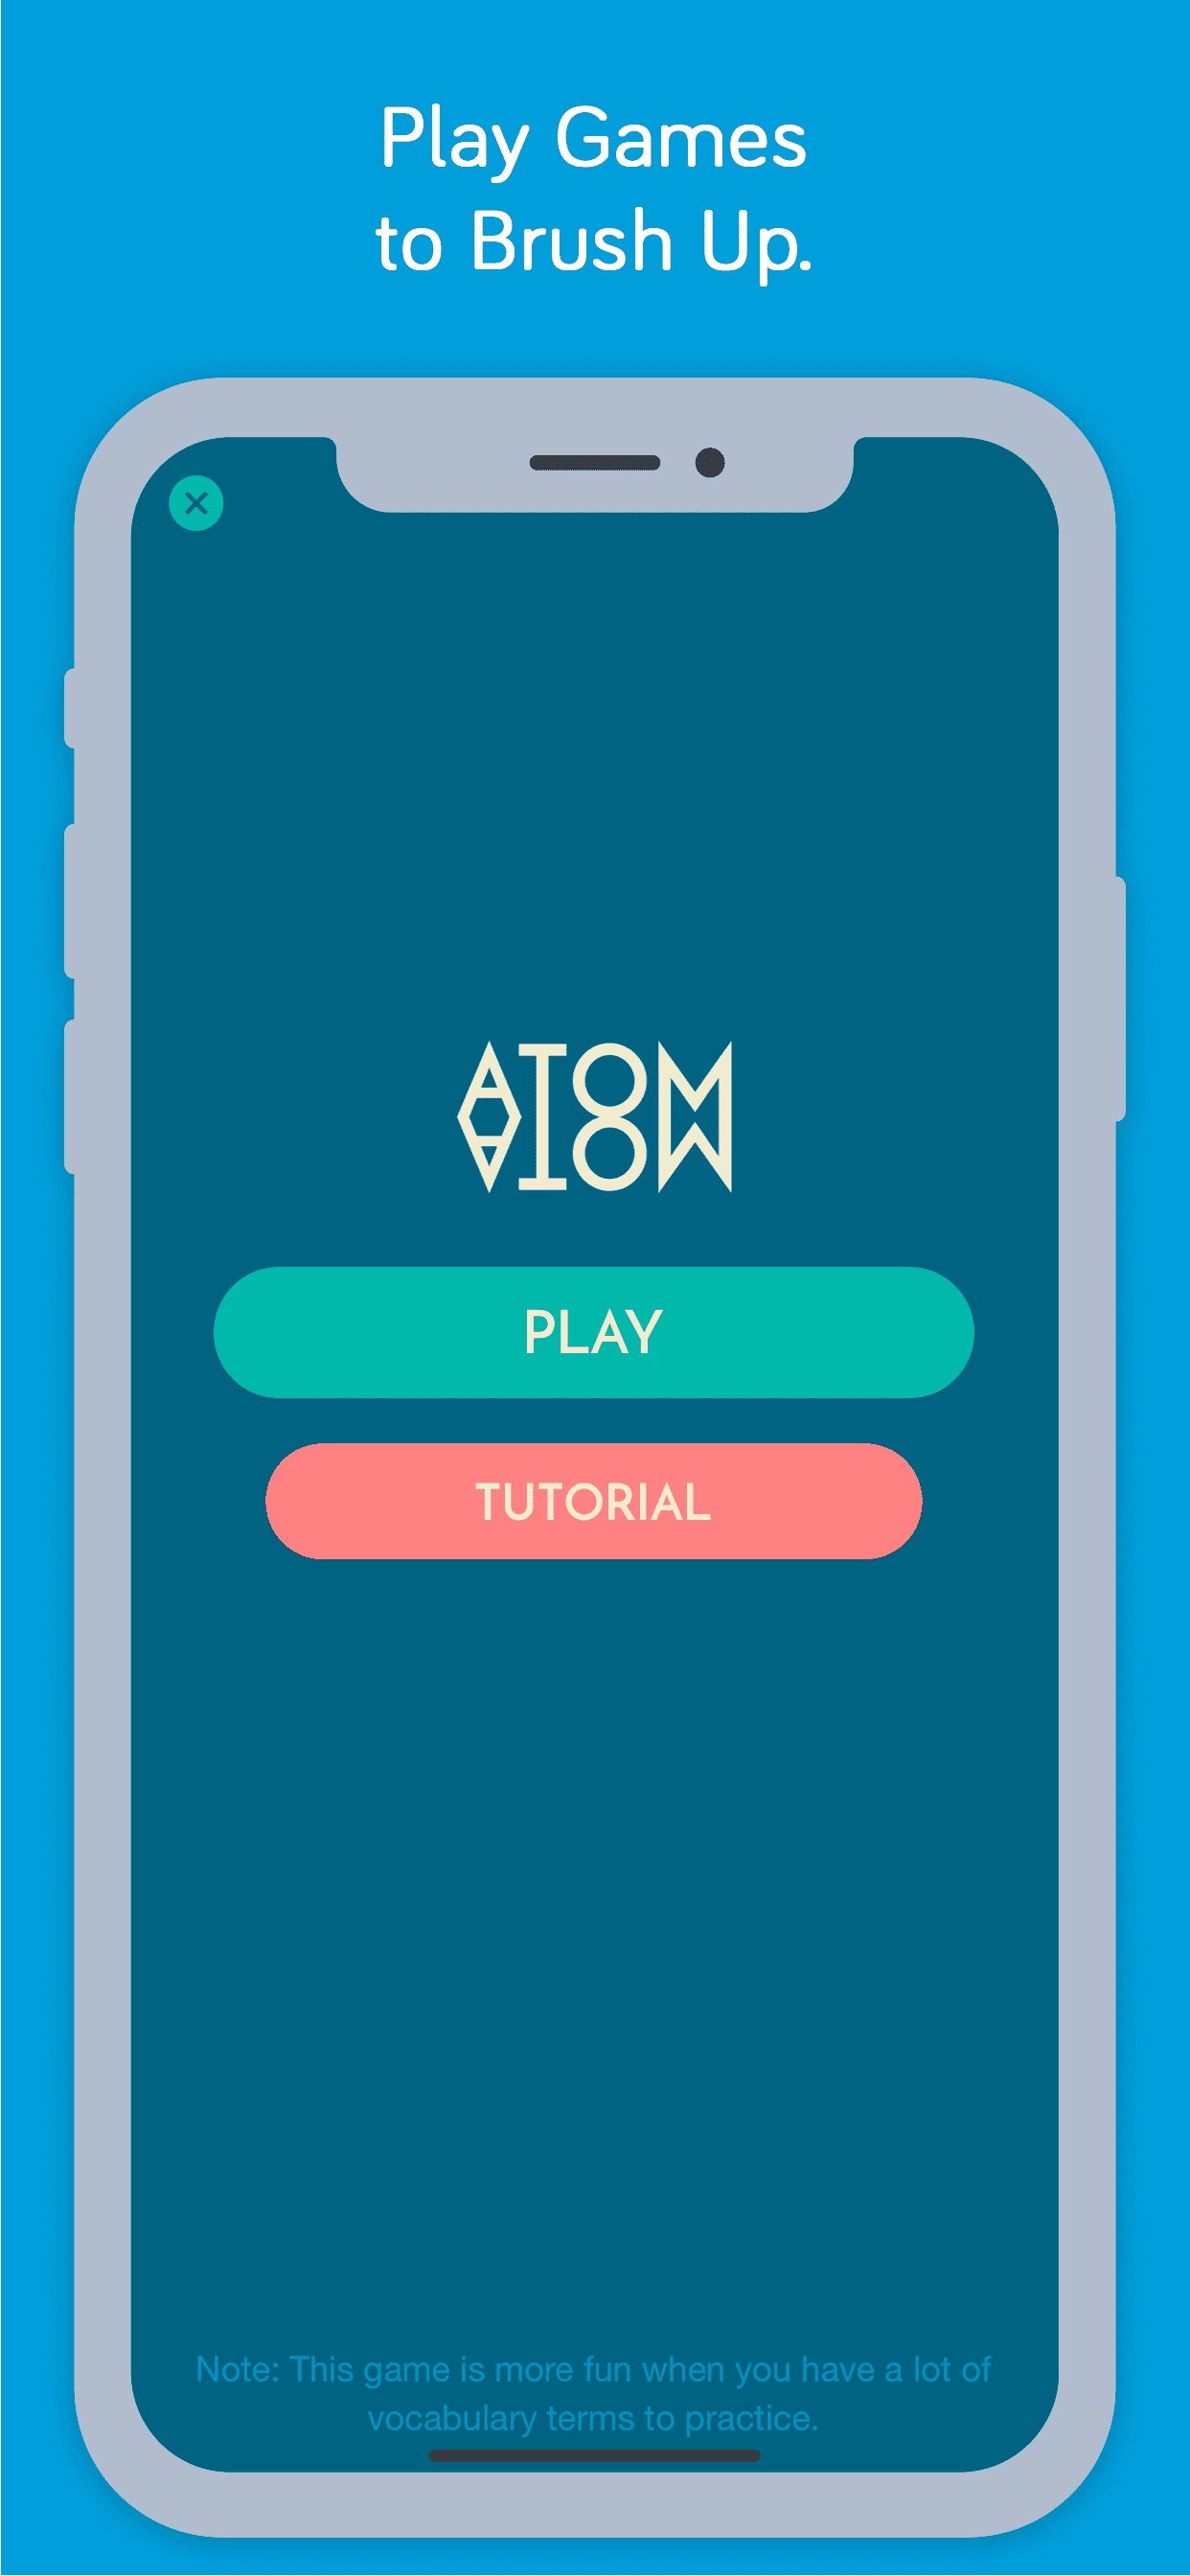 Play Games
to Brush Up.
ATOM
PLAY
TUTORIAL
Note: This game is more fun when you have a lot of
vocabulary terms to practice.